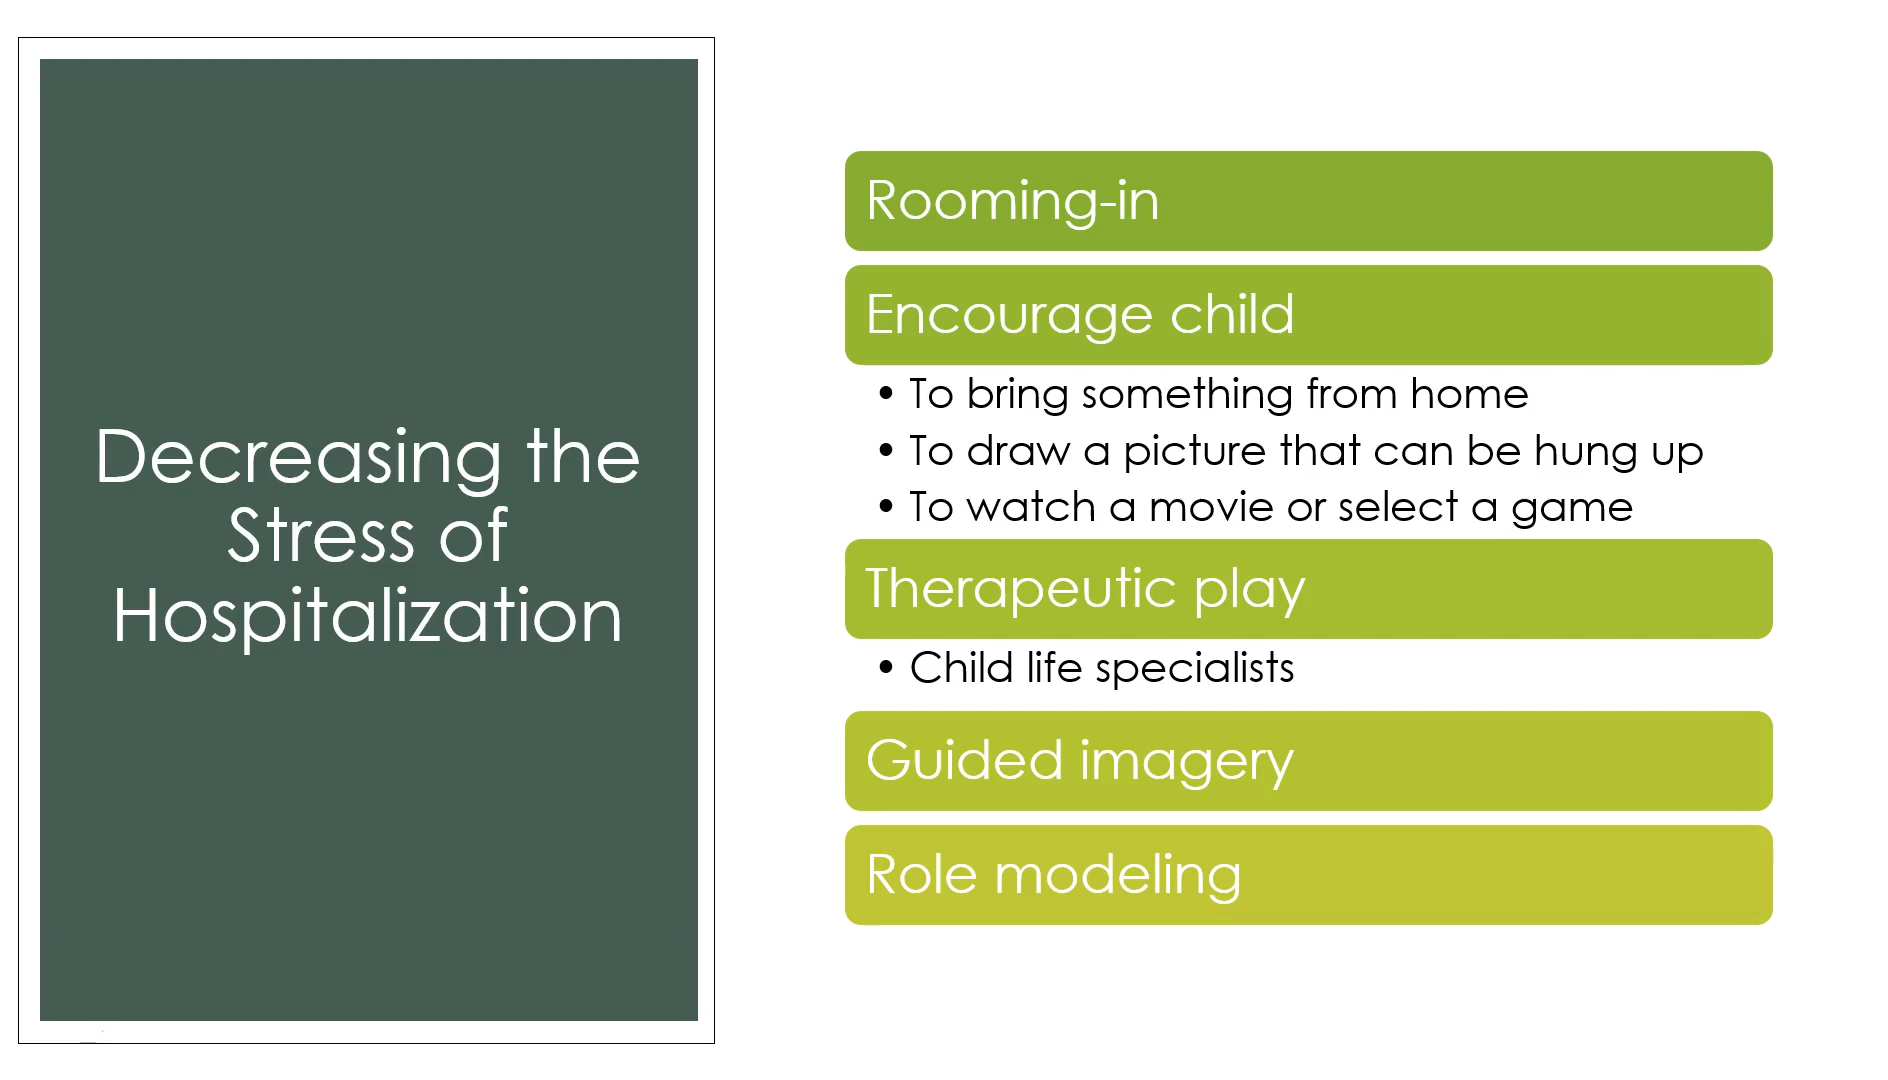 Decreasing the
Stress of
Hospitalization
Rooming-in
Encourage child
• To bring something from home
• To draw a picture that can be hung up
• To watch a movie or select a game
Therapeutic play
• Child life specialists
Guided imagery
Role modeling